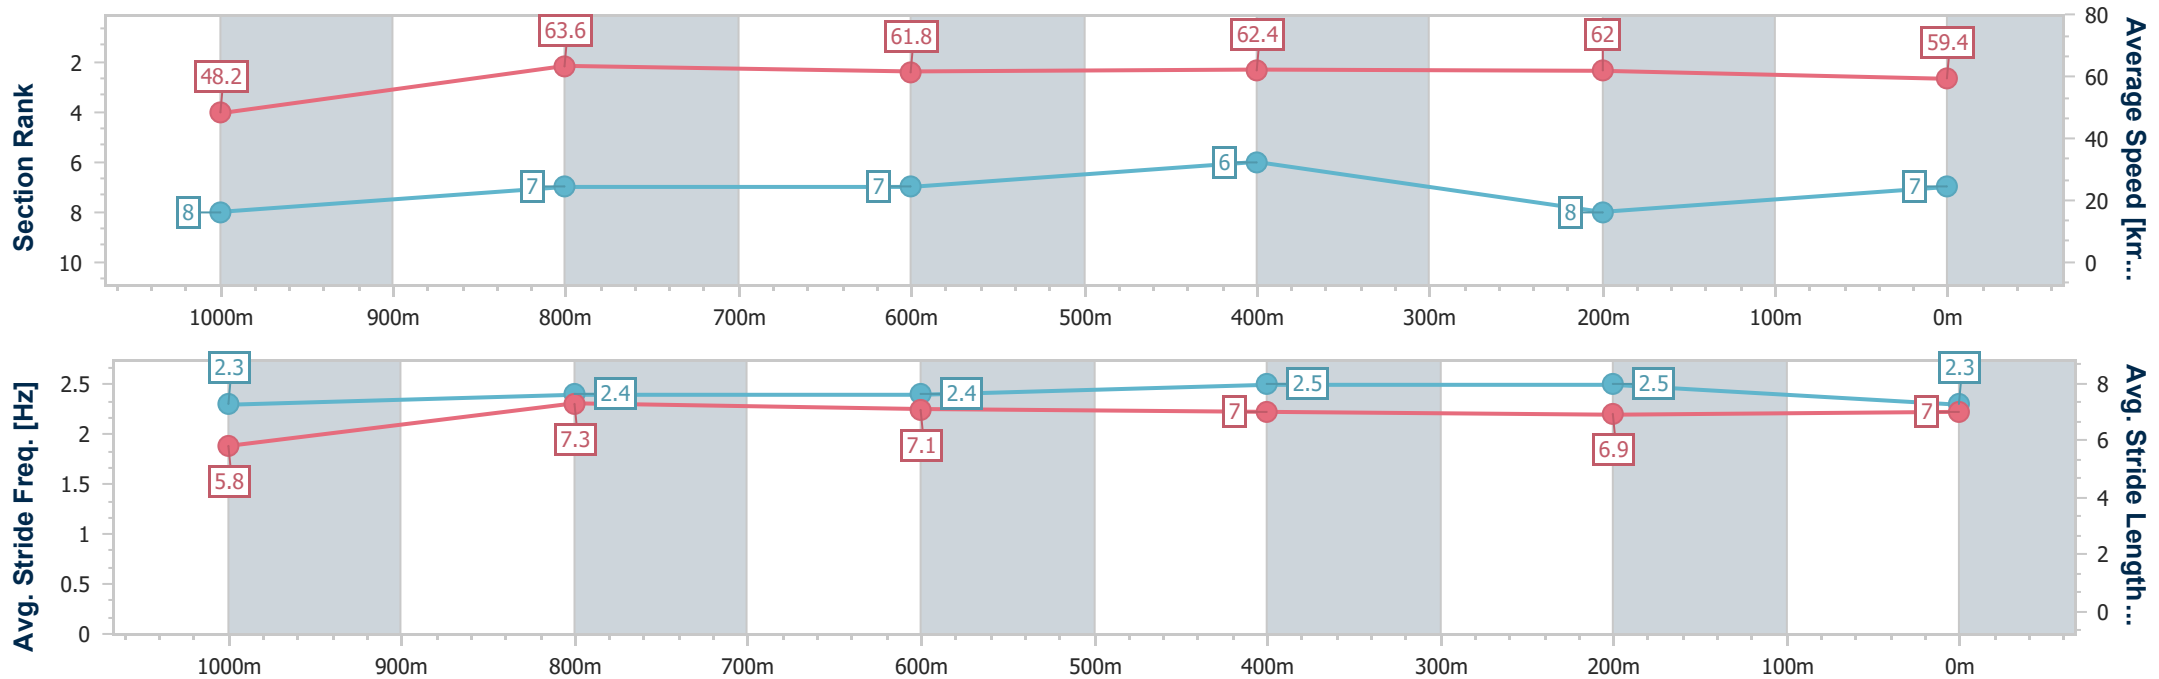 Section Rank
2
4
6
8
10
48.2
63.6
61.8
62.4
62
59.4
8
7
7
6
8
7
80
60
40
20
0
Average Speed [km...
1000m
900m
800m
700m
600m
500m
400m
300m
200m
100m
0m
Avg. Stride Freq. [Hz]
2.5
2
1.5
1
0.5
0
2.3
2.4
2.4
2.5
2.5
2.3
5.8
7.3
7.1
7
6.9
7
8
6
4
2
0
Avg. Stride Length...
1000m
900m
800m
700m
600m
500m
400m
300m
200m
100m
0m